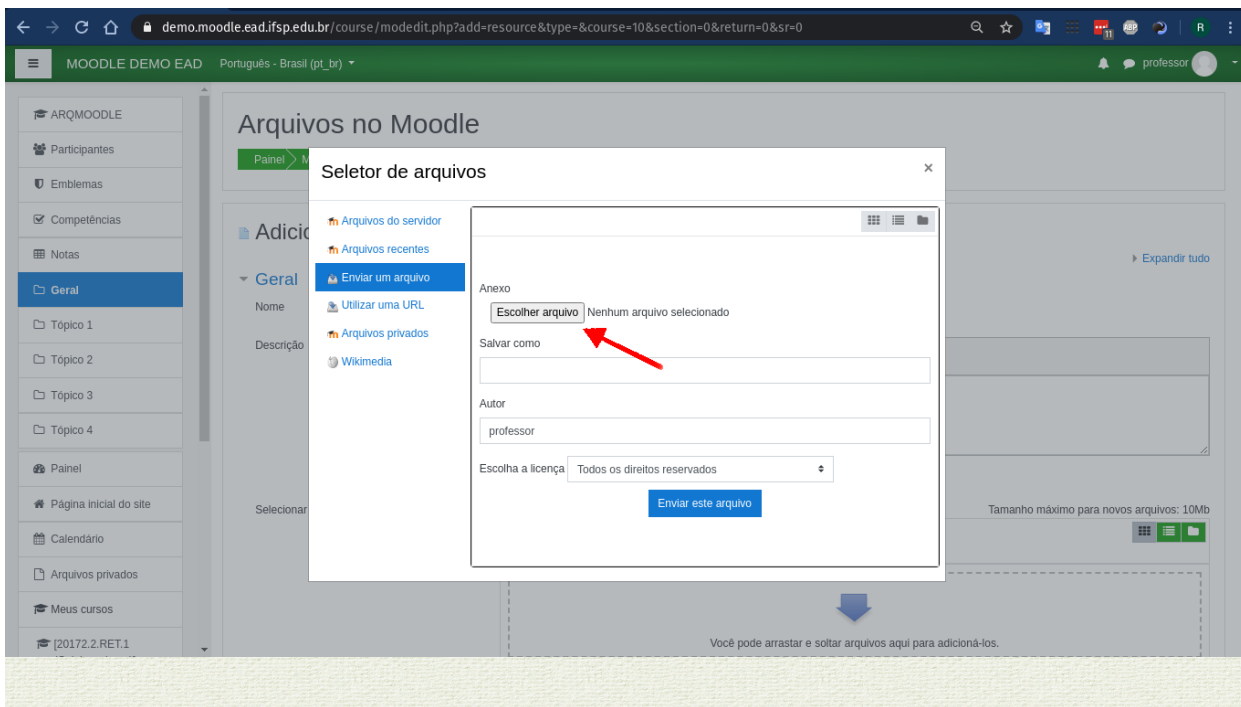 demo.moodle.ead.ifsp.edu.br/course/modedit.php?add=resource&type=&course=10&section=0&return=0&sr=0
11
ABP
R
MOODLE DEMO EAD
Português - Brasil (pt_br)
professor
ARQMOODLE
Participantes
Emblemas
Competências
Notas
Geral
Tópico 1
Tópico 2
Tópico 3
Tópico 4
Painel
Página inicial do site
Calendário
Arquivos privados
Meus cursos
[20172.2.RET.1
Arquivos no Moodle
Painel
M
Adicio
Expandir tudo
Geral
Nome
Descrição
Selecionar
Tamanho máximo para novos arquivos: 10Mb
Você pode arrastar e soltar arquivos aqui para adicioná-los.
Seletor de arquivos
×
Arquivos do servidor
Arquivos recentes
Enviar um arquivo
Utilizar uma URL
Arquivos privados
Wikimedia
Anexo
Escolher arquivo Nenhum arquivo selecionado
Salvar como
Autor
professor
Escolha a licença Todos os direitos reservados
Enviar este arquivo